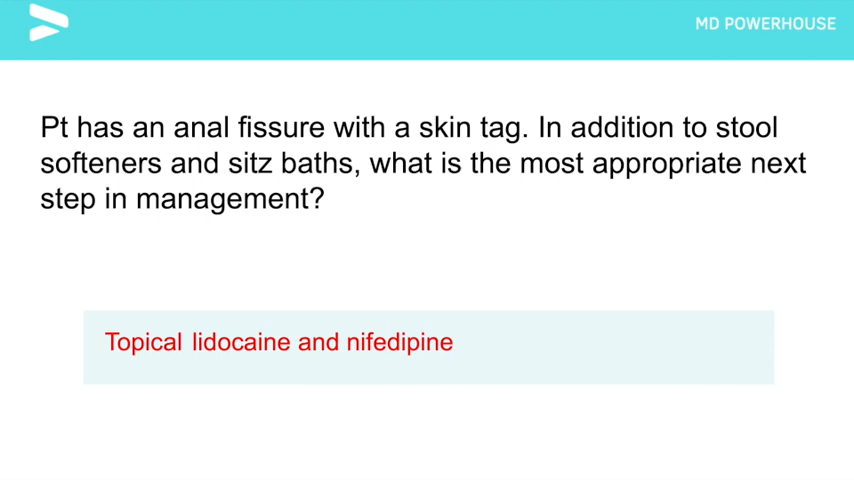 MD POWERHOUSE
Pt has an anal fissure with a skin tag. In addition to stool
softeners and sitz baths, what is the most appropriate next
step in management?
Topical lidocaine and nifedipine